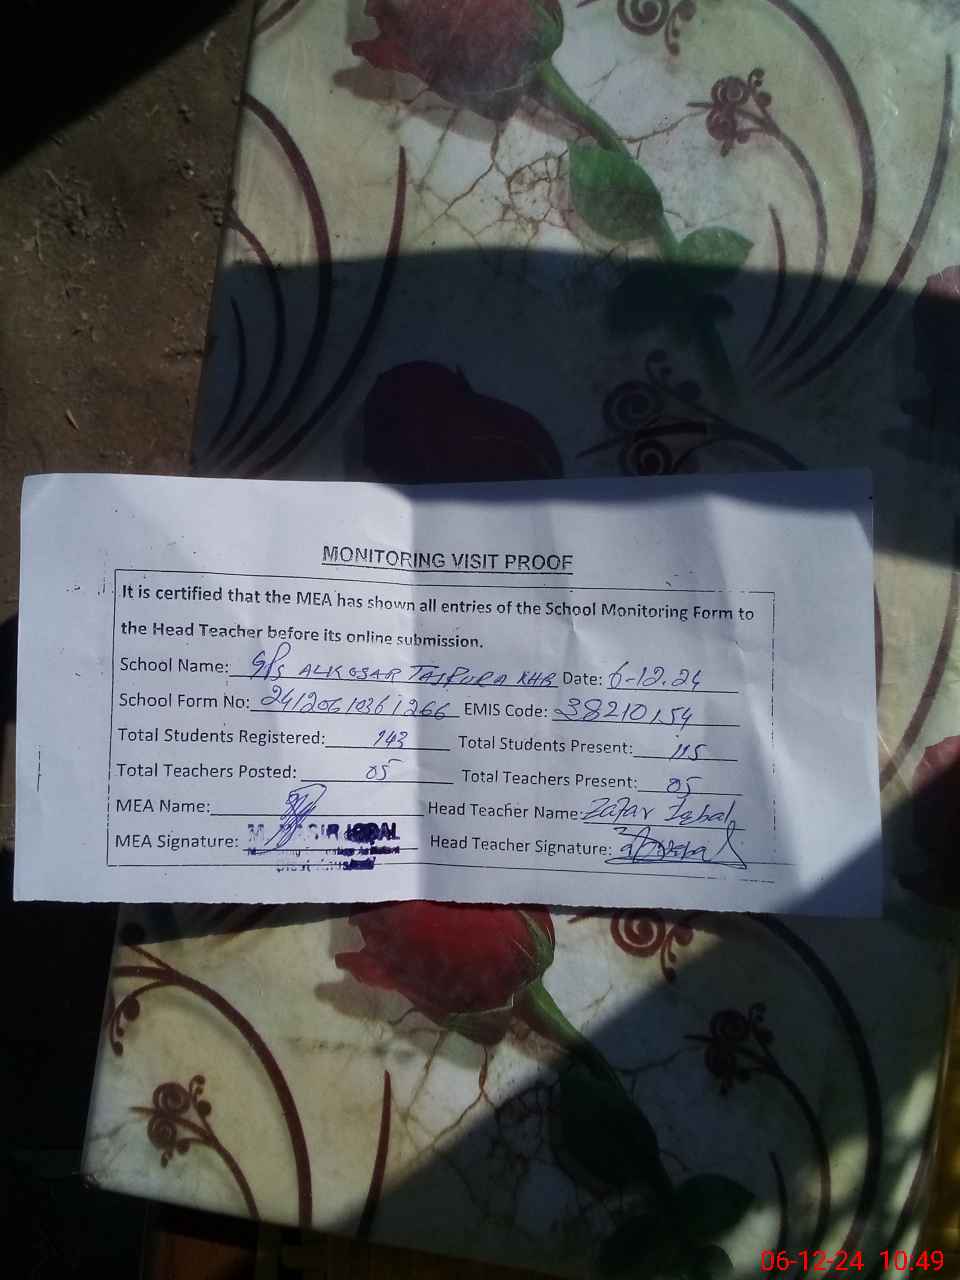 MONITORING VISIT PROOF
It is certified that the MEA has shown all entries of the School Monitoring Form to
the Head Teacher before its online submission.
School Name: GPS ALKOSAR TAJPURA KHR Date: 6-12.24
School Form No: EMIS Code: 38210154
Total Students Registered: 143 Total Students Present: 115
Total Teachers Posted: 05 Total Teachers Present: 05
MEA Name: Head Teacher Name: Zafar Iqbal
MEA Signature: IQBAL Head Teacher Signature:
06-12-24 10:49